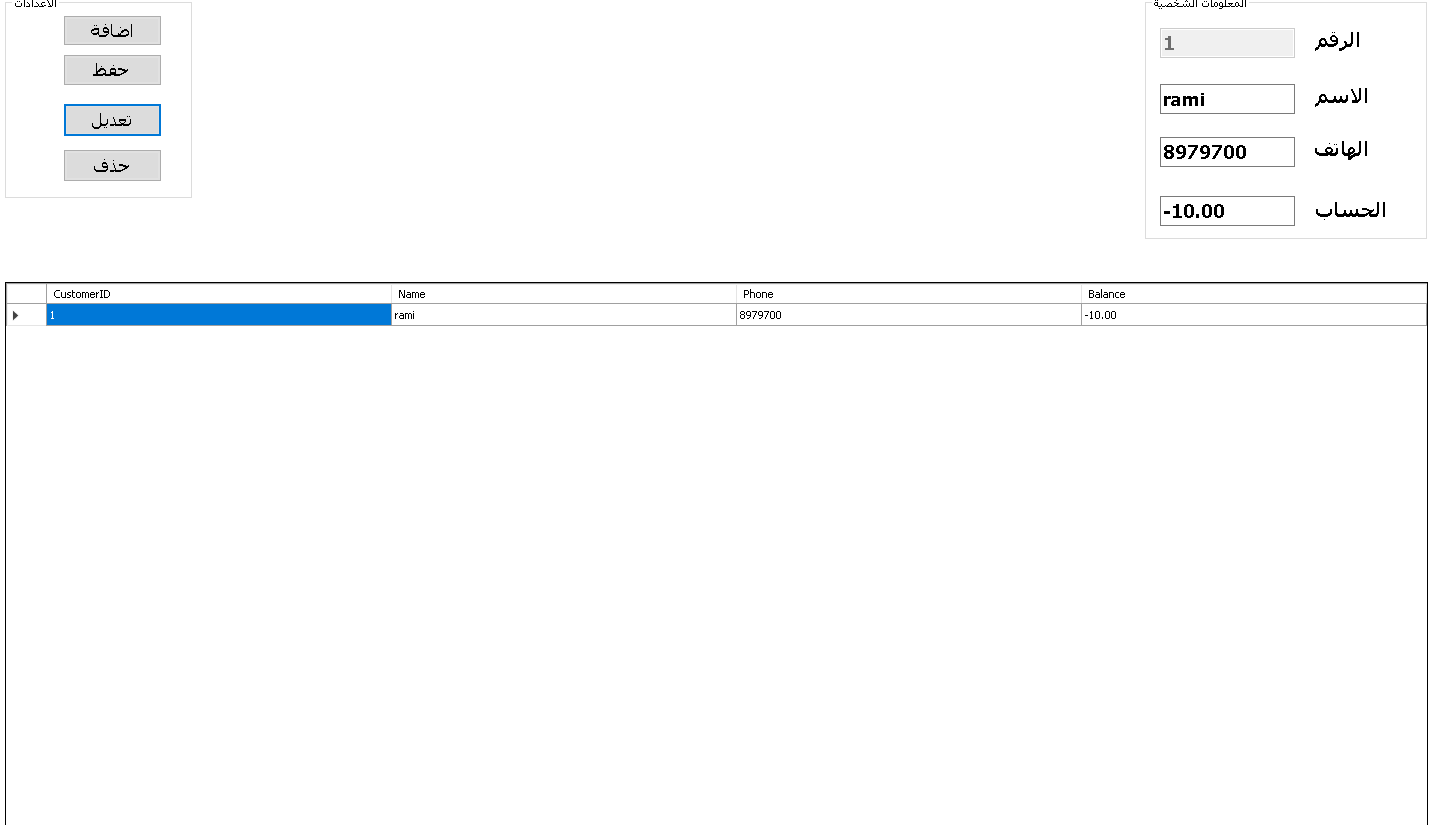 المعلومات الشخصية
الرقم 1
الاسم rami
الهاتف 8979700
الحساب -10.00
الاعدادات
اضافة
حفظ
تعديل
حذف
CustomerID Name Phone Balance
1 rami 8979700 -10.00